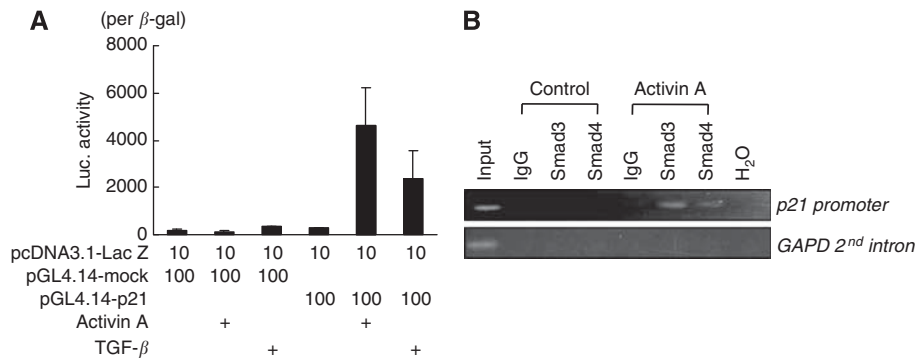 A
(per β-gal)
Luc. activity
8000
6000
4000
2000
0
pcDNA3.1-Lac Z 10 10 10 10 10 10
pGL4.14-mock 100 100 100
pGL4.14-p21 100 100 100
Activin A + +
TGF-β + +
B
Control Activin A
Input IgG Smad3 Smad4 IgG Smad3 Smad4 H₂O
p21 promoter
GAPD 2nd intron